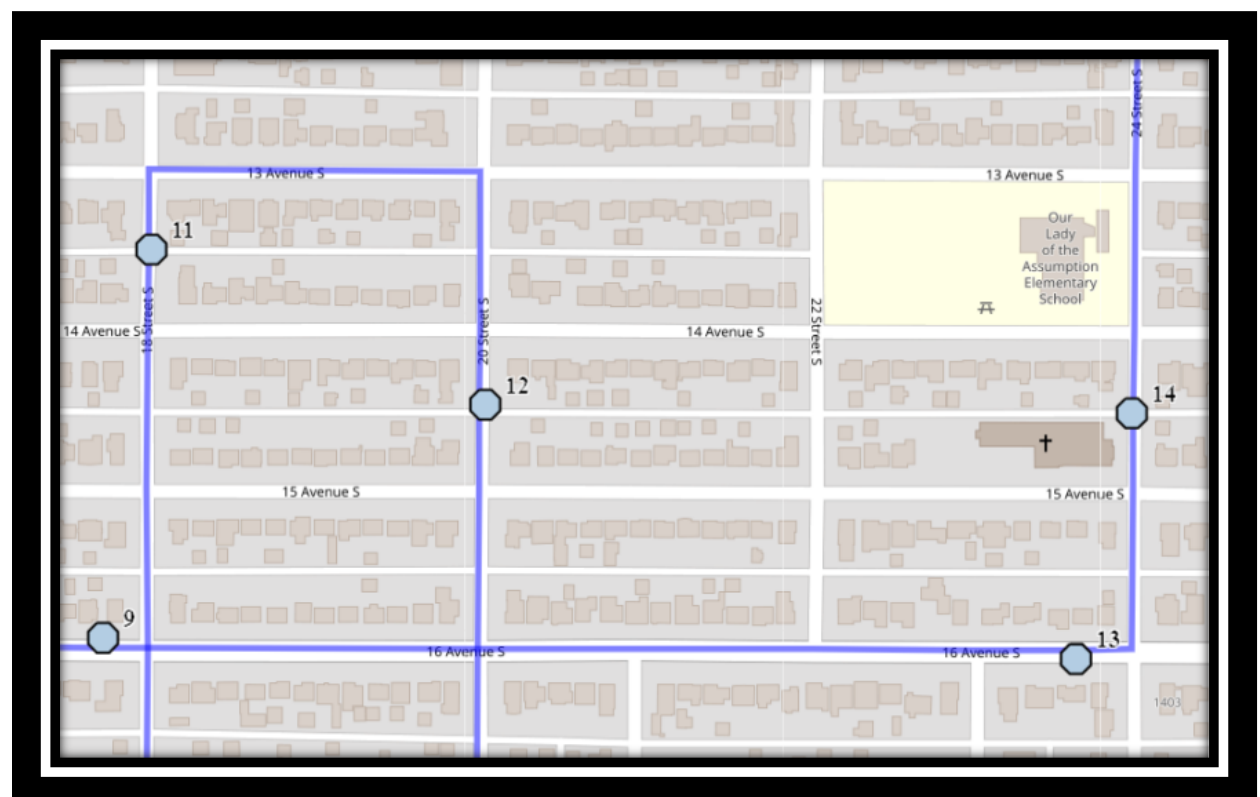 24 Street S
13 Avenue S
13 Avenue S
11
Our
Lady
of the
Assumption
Elementary
School
14 Avenue S
18 Street S
20 Street S
14 Avenue S
22 Street S
12
14
15 Avenue S
15 Avenue S
9
16 Avenue S
16 Avenue S
13
1403